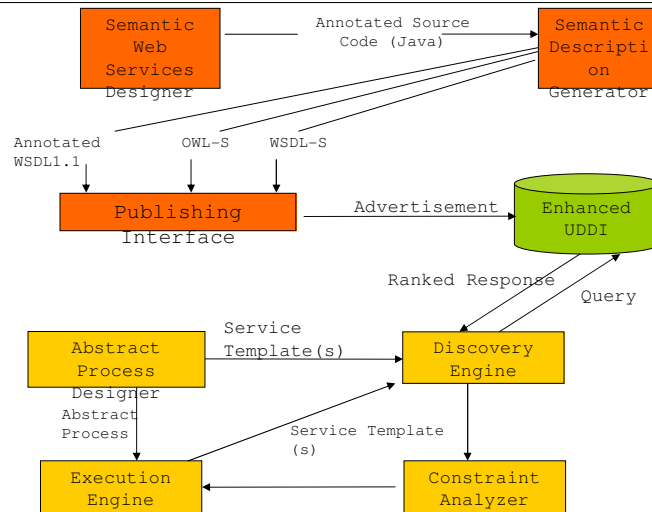 Semantic
Web
Services
Designer
Annotated Source
Code (Java)
Semantic
Descripti
on
Generator
Annotated
WSDL1.1
OWL-S
WSDL-S
Publishing
Interface
Advertisement
Enhanced
UDDI
Ranked Response
Query
Service
Template(s)
Abstract
Process
Designer
Discovery
Engine
Abstract
Process
Service Template
(s)
Execution
Engine
Constraint
Analyzer